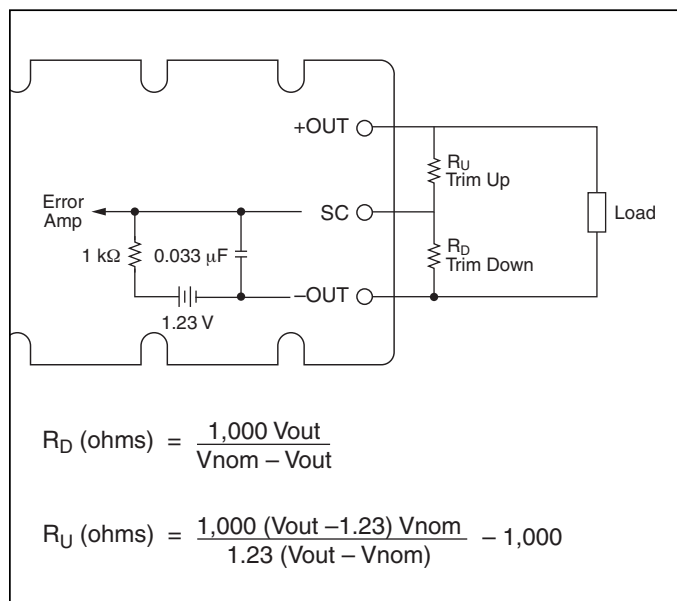 +OUT
R_U
Trim Up
Error
Amp
SC
Load
1 kΩ
0.033 μF
R_D
Trim Down
–OUT
1.23 V
R_D (ohms) = 1,000 Vout / Vnom – Vout
R_U (ohms) = 1,000 (Vout –1.23) Vnom / 1.23 (Vout – Vnom) – 1,000